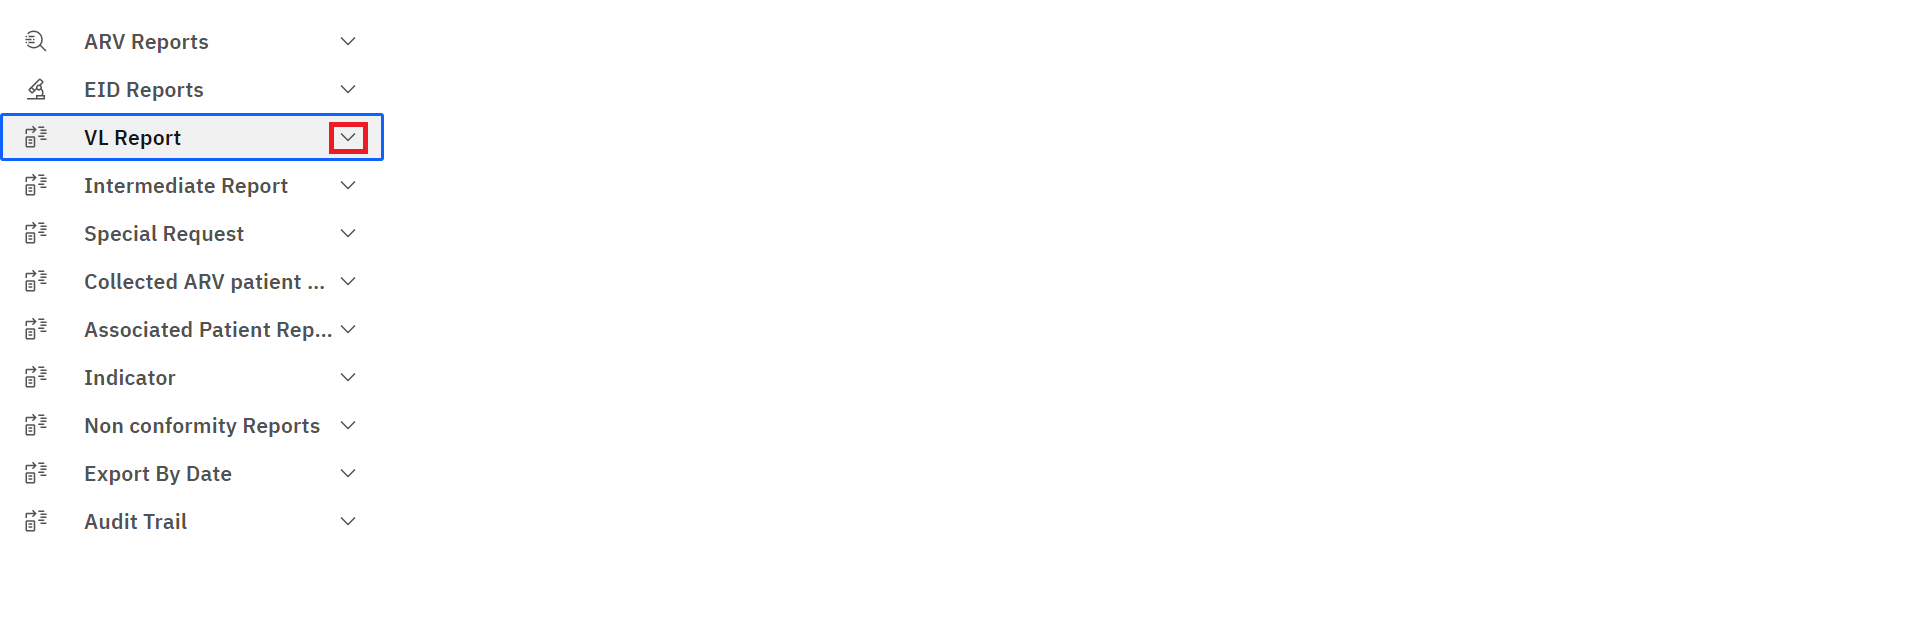 ARV Reports
EID Reports
VL Report
Intermediate Report
Special Request
Collected ARV patient ...
Associated Patient Rep...
Indicator
Non conformity Reports
Export By Date
Audit Trail